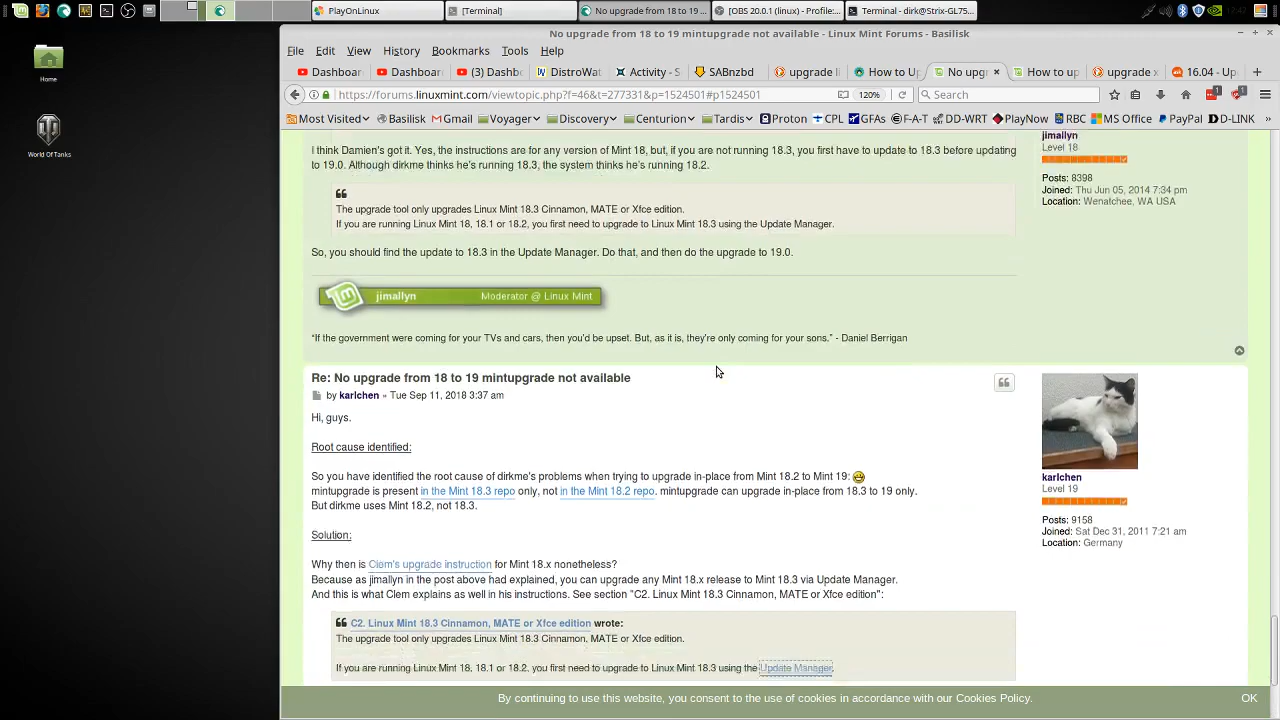 PlayOnLinux
[Terminal]
No upgrade from 18 to 19 ...
[OBS 20.0.1 (linux) - Profile:...
Terminal - dirk@Strix-GL75...
No upgrade from 18 to 19 mintupgrade not available - Linux Mint Forums - Basilisk
File Edit View History Bookmarks Tools Help
Dashboar
Dashboar
(3) Dashb
DistroWat
Activity - S
SABnzbd
upgrade i
How to U
No upgr
How to up
upgrade x
16.04 - Up
https://forums.linuxmint.com/viewtopic.php?f=46&t=277331&p=1524501#p1524501
120%
Search
1
1
Most Visited
Basilisk
Gmail
Voyager
Discovery
Centurion
Tardis
Proton
CPL
GFAs
F-A-T
DD-WRT
PlayNow
RBC
MS Office
PayPal
D-LINK
Home
World Of Tanks
I think Damien's got it. Yes, the instructions are for any version of Mint 18, but, if you are not running 18.3, you first have to update to 18.3 before updating
to 19.0. Although dirkme thinks he's running 18.3, the system thinks he's running 18.2.
The upgrade tool only upgrades Linux Mint 18.3 Cinnamon, MATE or Xfce edition.
If you are running Linux Mint 18, 18.1 or 18.2, you first need to upgrade to Linux Mint 18.3 using the Update Manager.
So, you should find the update to 18.3 in the Update Manager. Do that, and then do the upgrade to 19.0.
jimallyn Moderator @ Linux Mint
“If the government were coming for your TVs and cars, then you'd be upset. But, as it is, they're only coming for your sons.” - Daniel Berrigan
jimallyn
Level 18
Posts: 8398
Joined: Thu Jun 05, 2014 7:34 pm
Location: Wenatchee, WA USA
Re: No upgrade from 18 to 19 mintupgrade not available
by karlchen » Tue Sep 11, 2018 3:37 am
Hi, guys.
Root cause identified:
So you have identified the root cause of dirkme's problems when trying to upgrade in-place from Mint 18.2 to Mint 19:
mintupgrade is present in the Mint 18.3 repo only, not in the Mint 18.2 repo. mintupgrade can upgrade in-place from 18.3 to 19 only.
But dirkme uses Mint 18.2, not 18.3.
Solution:
Why then is Clem's upgrade instruction for Mint 18.x nonetheless?
Because as jimallyn in the post above had explained, you can upgrade any Mint 18.x release to Mint 18.3 via Update Manager.
And this is what Clem explains as well in his instructions. See section "C2. Linux Mint 18.3 Cinnamon, MATE or Xfce edition":
C2. Linux Mint 18.3 Cinnamon, MATE or Xfce edition wrote:
The upgrade tool only upgrades Linux Mint 18.3 Cinnamon, MATE or Xfce edition.
If you are running Linux Mint 18, 18.1 or 18.2, you first need to upgrade to Linux Mint 18.3 using the Update Manager.
karlchen
Level 19
Posts: 9158
Joined: Sat Dec 31, 2011 7:21 am
Location: Germany
By continuing to use this website, you consent to the use of cookies in accordance with our Cookies Policy.
OK